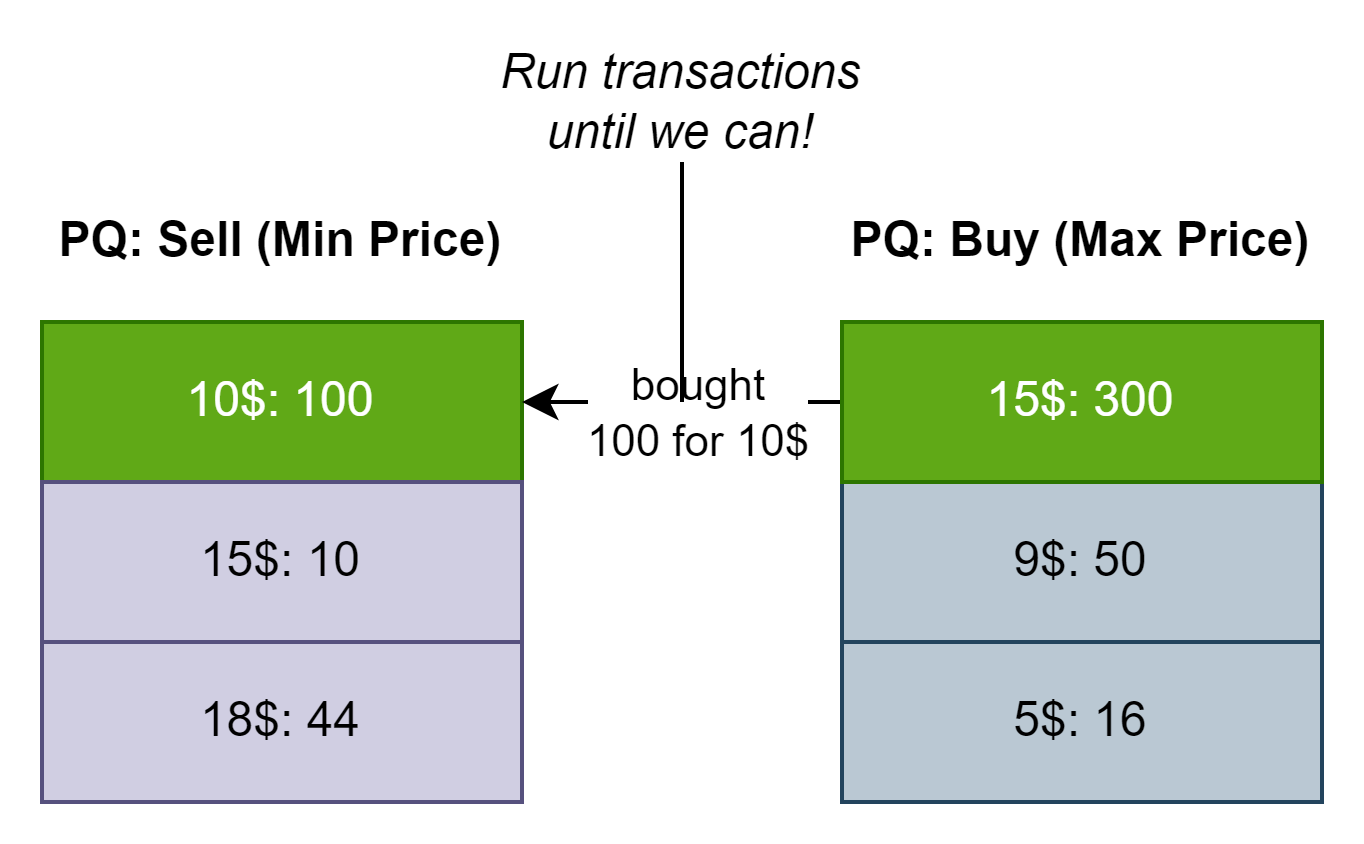 Run transactions
until we can!
PQ: Sell (Min Price)
PQ: Buy (Max Price)
10$: 100
bought
100 for 10$
15$: 300
15$: 10
9$: 50
18$: 44
5$: 16